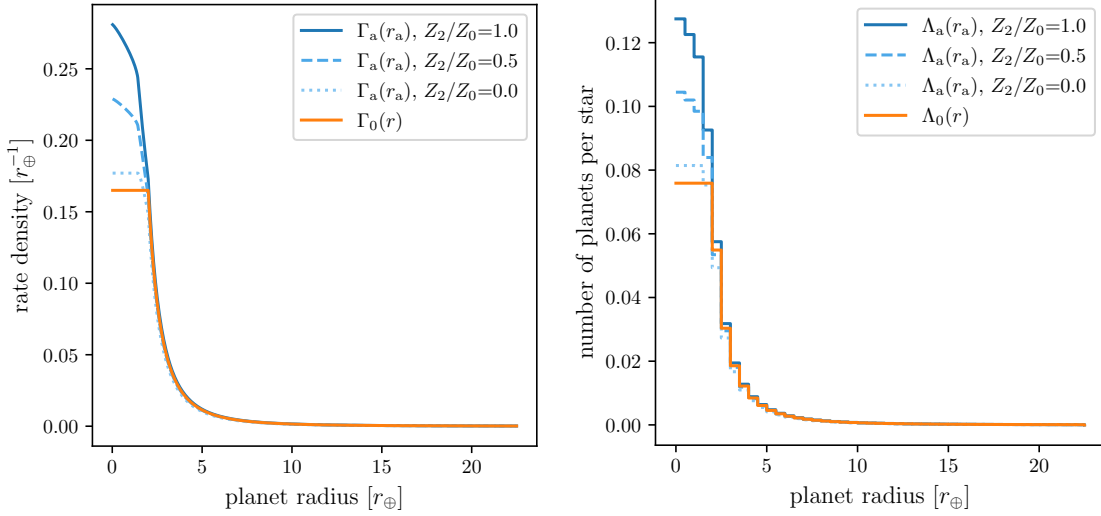 Γₐ(rₐ), Z₂/Z₀=1.0
Γₐ(rₐ), Z₂/Z₀=0.5
Γₐ(rₐ), Z₂/Z₀=0.0
Γ₀(r)
0.25
0.20
0.15
0.10
0.05
0.00
rate density [r⊕⁻¹]
0
5
10
15
20
planet radius [r⊕]
Λₐ(rₐ), Z₂/Z₀=1.0
Λₐ(rₐ), Z₂/Z₀=0.5
Λₐ(rₐ), Z₂/Z₀=0.0
Λ₀(r)
0.12
0.10
0.08
0.06
0.04
0.02
0.00
number of planets per star
0
5
10
15
20
planet radius [r⊕]